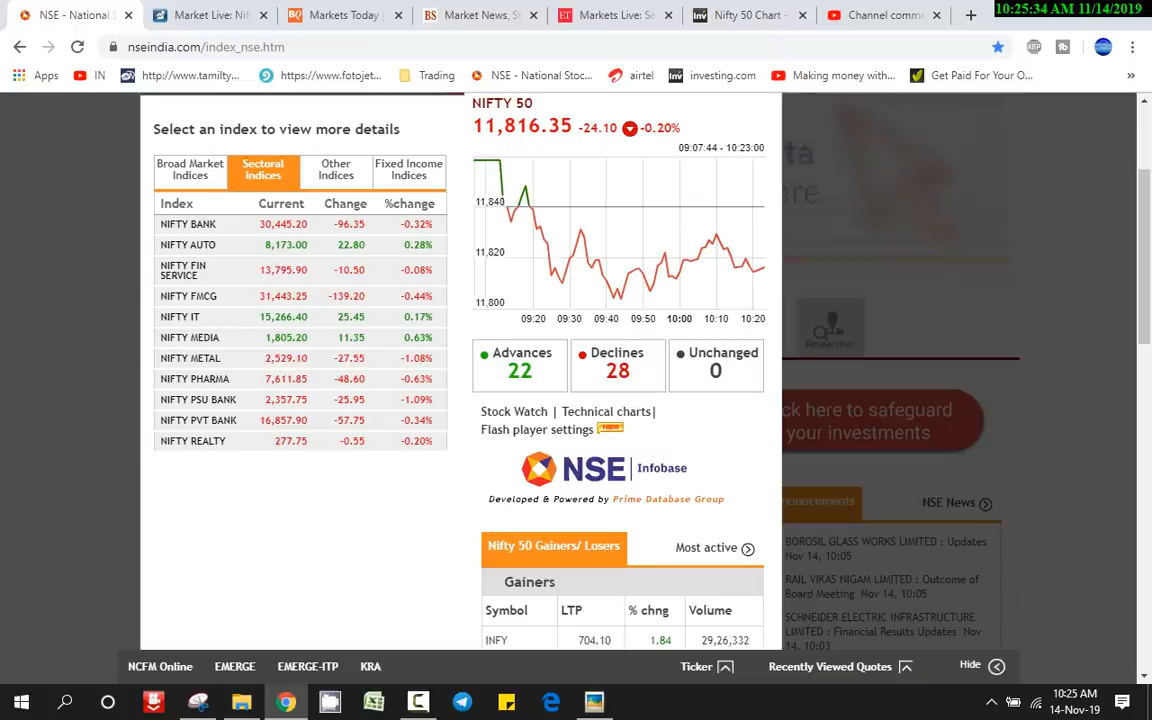 10:25:34 AM 11/14/2019
NSE - National S
Market Live: Nif
BQ Markets Today
BS Market News, S
ET Markets Live: Se
Inv Nifty 50 Chart -
Channel comme
nseindia.com/index_nse.htm
ABP
Apps IN http://www.tamilty... https://www.fotojet... Trading NSE - National Stoc... airtel Inv investing.com Making money with... Get Paid For Your O... »
Select an index to view more details
Broad Market Indices
Sectoral Indices
Other Indices
Fixed Income Indices
Index Current Change %change
NIFTY BANK 30,445.20 -96.35 -0.32%
NIFTY AUTO 8,173.00 22.80 0.28%
NIFTY FIN SERVICE 13,795.90 -10.50 -0.08%
NIFTY FMCG 31,443.25 -139.20 -0.44%
NIFTY IT 15,266.40 25.45 0.17%
NIFTY MEDIA 1,805.20 11.35 0.63%
NIFTY METAL 2,529.10 -27.55 -1.08%
NIFTY PHARMA 7,611.85 -48.60 -0.63%
NIFTY PSU BANK 2,357.75 -25.95 -1.09%
NIFTY PVT BANK 16,857.90 -57.75 -0.34%
NIFTY REALTY 277.75 -0.55 -0.20%
NIFTY 50
11,816.35 -24.10 -0.20%
09:07:44 - 10:23:00
11,840
11,820
11,800
09:20 09:30 09:40 09:50 10:00 10:10 10:20
Advances
22
Declines
28
Unchanged
0
Stock Watch | Technical charts|
Flash player settings NEW
NSE Infobase
Developed & Powered by Prime Database Group
Nifty 50 Gainers/ Losers
Most active
Gainers
Symbol LTP % chng Volume
INFY 704.10 1.84 29,26,332
ta
ere
Researcher
ck here to safeguard
your investments
nouncements
NSE News
BOROSIL GLASS WORKS LIMITED : Updates
Nov 14, 10:05
RAIL VIKAS NIGAM LIMITED : Outcome of
Board Meeting Nov 14, 10:05
SCHNEIDER ELECTRIC INFRASTRUCTURE
LIMITED : Financial Results Updates Nov
14, 10:03
NCFM Online EMERGE EMERGE-ITP KRA Ticker Recently Viewed Quotes Hide
10:25 AM
14-Nov-19